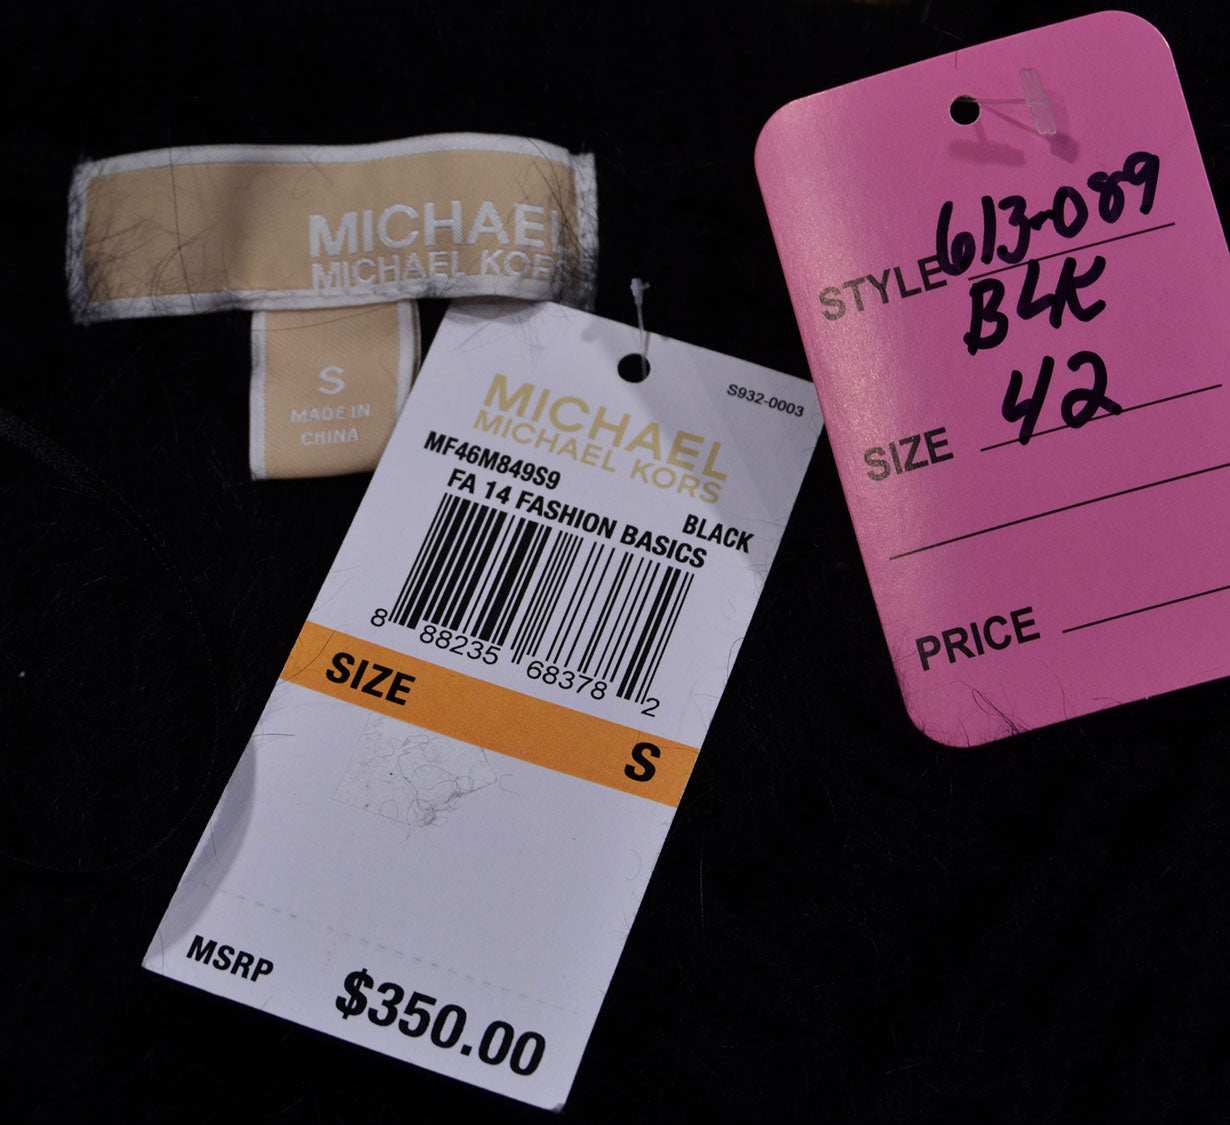 MICHAEL
MICHAEL KORS
S
MADE IN
CHINA
S932-0003
MICHAEL
MICHAEL KORS
MF46M849S9
BLACK
FA 14 FASHION BASICS
8 88235 68378 2
SIZE
S
MSRP
$350.00
STYLE 613-089
BLK
SIZE 42
PRICE